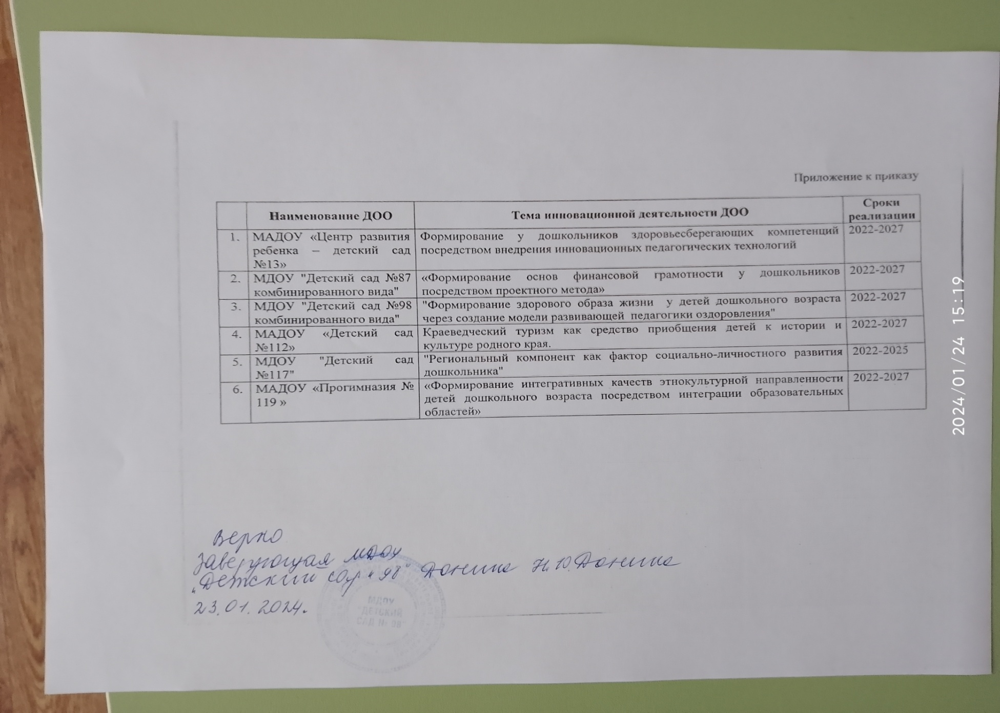 Приложение к приказу
Наименование ДОО
Тема инновационной деятельности ДОО
Сроки
реализации
1.
МАДОУ «Центр развития
ребенка – детский сад
№13»
Формирование у дошкольников здоровьесберегающих компетенций
посредством внедрения инновационных педагогических технологий
2022-2027
2.
МДОУ "Детский сад №87
комбинированного вида"
«Формирование основ финансовой грамотности у дошкольников
посредством проектного метода»
2022-2027
3.
МДОУ "Детский сад №98
комбинированного вида"
"Формирование здорового образа жизни у детей дошкольного возраста
через создание модели развивающей педагогики оздоровления"
2022-2027
4.
МАДОУ «Детский сад
№112»
Краеведческий туризм как средство приобщения детей к истории и
культуре родного края.
2022-2027
5.
МДОУ "Детский сад
№117"
"Региональный компонент как фактор социально-личностного развития
дошкольника"
2022-2025
6.
МАДОУ «Прогимназия №
119 »
«Формирование интегративных качеств этнокультурной направленности
детей дошкольного возраста посредством интеграции образовательных
областей»
2022-2027
Верно
Заведующая МДОУ
„Детский сад « 98" Донина Н.Ю.Донина
23.01.2024.
МДОУ
"ДЕТСКИЙ
САД № 98"
2024/01/24 15:19